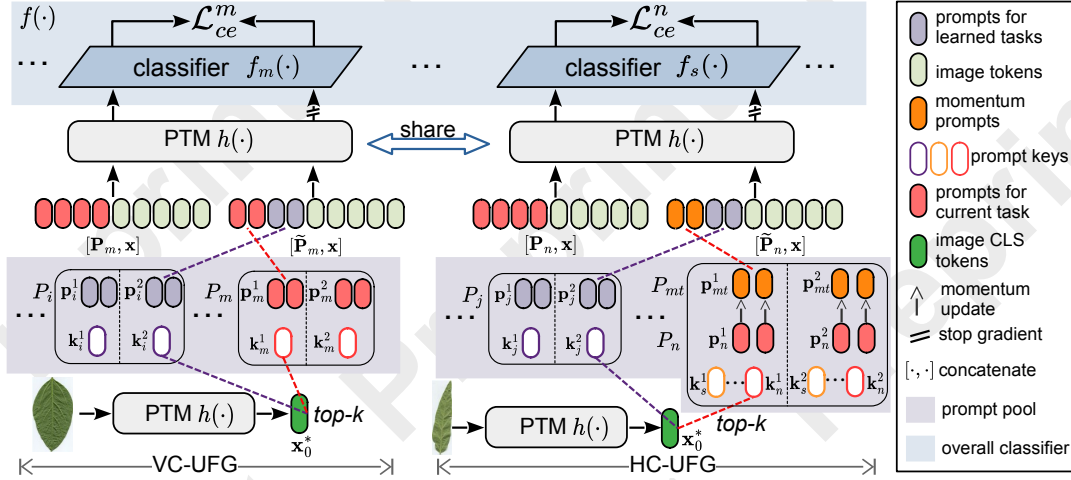 f(·)
𝓛ᵐ_ce
𝓛ⁿ_ce
··· classifier f_m(·) ··· classifier f_s(·) ···
PTM h(·)
share
PTM h(·)
[P_m, x]
[P̃_m, x]
[P_n, x]
[P̃_n, x]
P_i p_i^1 p_i^2 P_m p_m^1 p_m^2
··· ···
k_i^1 k_i^2 k_m^1 k_m^2
P_j p_j^1 p_j^2 P_mt p_mt^1 p_mt^2
··· ···
P_n p_n^1 p_n^2
k_j^1 k_j^2 k_s^1 ··· k_n^1 k_s^2 ··· k_n^2
PTM h(·)
top-k
x_0^*
PTM h(·)
top-k
x_0^*
VC-UFG
HC-UFG
prompts for
learned tasks
image tokens
momentum
prompts
prompt keys
prompts for
current task
image CLS
tokens
momentum
update
stop gradient
[·, ·] concatenate
prompt pool
overall classifier
Preprint